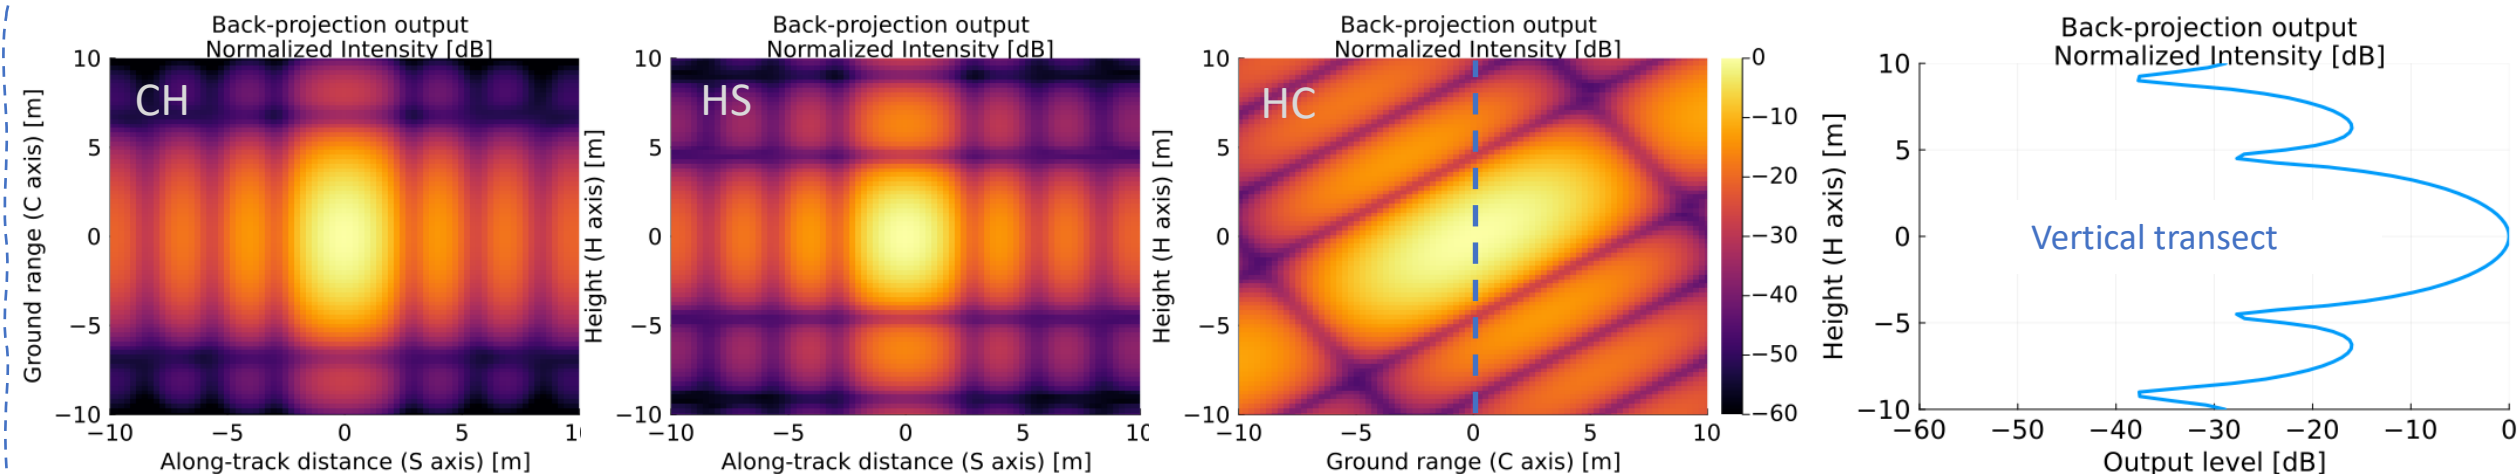 Back-projection output
Normalized Intensity [dB]
CH
Ground range (C axis) [m]
10
5
0
−5
−10
−10
−5
0
5
1
Along-track distance (S axis) [m]
Back-projection output
Normalized Intensity [dB]
HS
Height (H axis) [m]
10
5
0
−5
−10
−10
−5
0
5
10
Along-track distance (S axis) [m]
Back-projection output
Normalized Intensity [dB]
HC
Height (H axis) [m]
10
5
0
−5
−10
−10
−5
0
5
10
Ground range (C axis) [m]
0
−10
−20
−30
−40
−50
−60
Back-projection output
Normalized Intensity [dB]
Vertical transect
Height (H axis) [m]
10
5
0
−5
−10
−60
−50
−40
−30
−20
−10
0
Output level [dB]